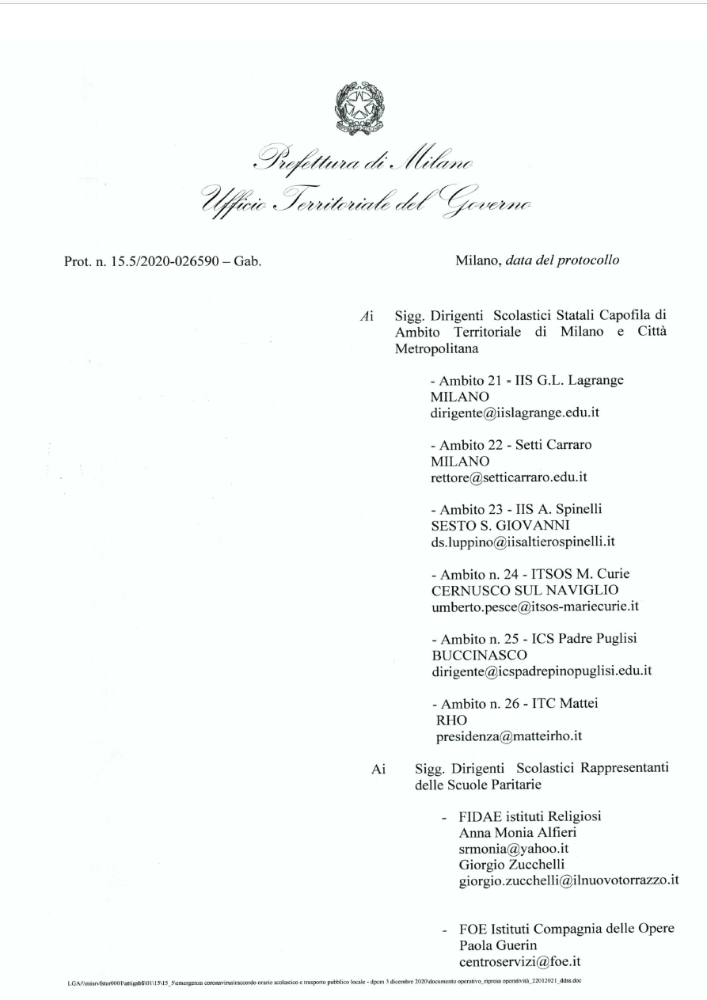 Prefettura di Milano
Ufficio Territoriale del Governo
Prot. n. 15.5/2020-026590 – Gab.
Milano, data del protocollo
Ai Sigg. Dirigenti Scolastici Statali Capofila di
Ambito Territoriale di Milano e Città
Metropolitana
- Ambito 21 - IIS G.L. Lagrange
MILANO
dirigente@iislagrange.edu.it
- Ambito 22 - Setti Carraro
MILANO
rettore@setticarraro.edu.it
- Ambito 23 - IIS A. Spinelli
SESTO S. GIOVANNI
ds.luppino@iisaltierospinelli.it
- Ambito n. 24 - ITSOS M. Curie
CERNUSCO SUL NAVIGLIO
umberto.pesce@itsos-mariecurie.it
- Ambito n. 25 - ICS Padre Puglisi
BUCCINASCO
dirigente@icspadrepinopuglisi.edu.it
- Ambito n. 26 - ITC Mattei
RHO
presidenza@matteirho.it
Ai Sigg. Dirigenti Scolastici Rappresentanti
delle Scuole Paritarie
- FIDAE istituti Religiosi
Anna Monia Alfieri
srmonia@yahoo.it
Giorgio Zucchelli
giorgio.zucchelli@ilnuovotorrazzo.it
- FOE Istituti Compagnia delle Opere
Paola Guerin
centroservizi@foe.it
LGA/\\misrvfstor0001\attigab$\01\15\15_5\emergenza coronavirus\raccordo orario scolastico e trasporto pubblico locale - dpcm 3 dicembre 2020\documento operativo_ripresa operatività_22012021_ddss.doc